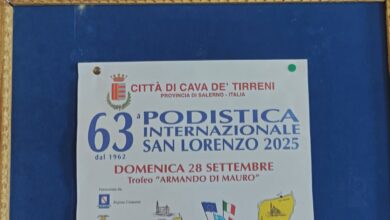 CITTÀ DI CAVA DE' TIRRENI
PROVINCIA DI SALERNO - ITALIA
63ª PODISTICA
INTERNAZIONALE
dal 1962 SAN LORENZO 2025
DOMENICA 28 SETTEMBRE
Trofeo "ARMANDO DI MAURO"